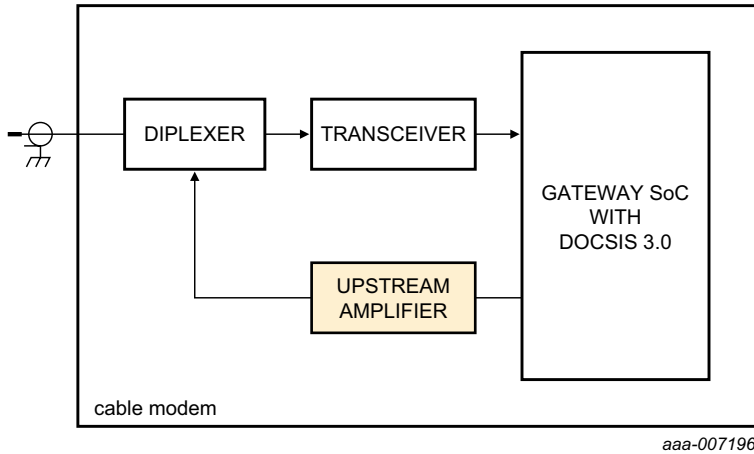 DIPLEXER
TRANSCEIVER
GATEWAY SoC
WITH
DOCSIS 3.0
UPSTREAM
AMPLIFIER
cable modem
aaa-007196